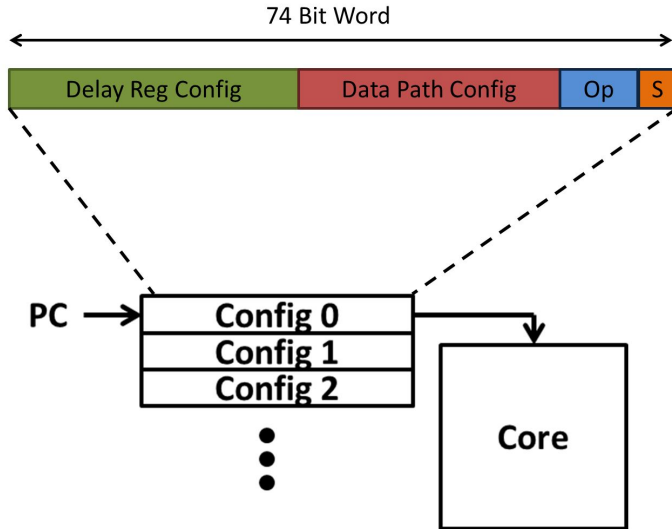 74 Bit Word
Delay Reg Config Data Path Config Op S
PC Config 0
Config 1
Config 2
Core